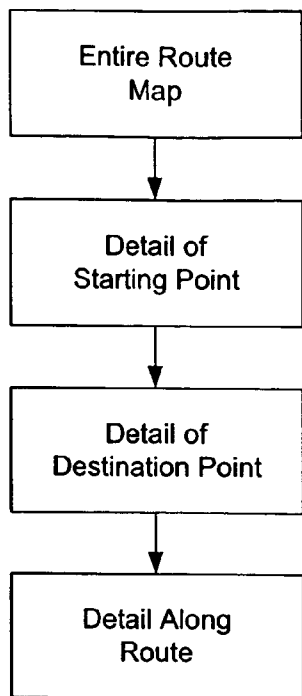 Entire Route
Map
Detail of
Starting Point
Detail of
Destination Point
Detail Along
Route